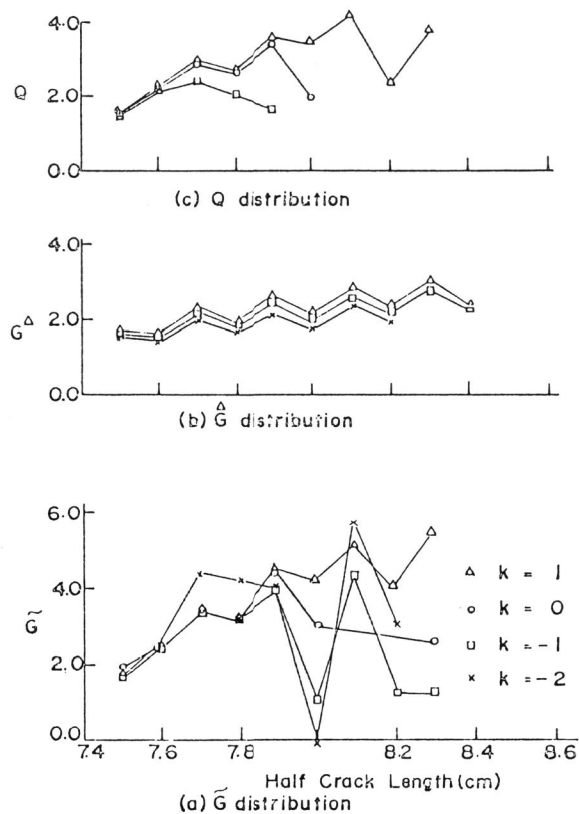 4.0
Q
2.0
0.0
(c) Q distribution
4.0
G^Δ
2.0
0.0
(b) Ĝ distribution
6.0
Δ k = 1
4.0
○ k = 0
G̃
□ k = -1
2.0
× k = -2
0.0
7.4 7.6 7.8 8.2 8.4 8.6
Half Crack Length(cm)
(a) G̃ distribution